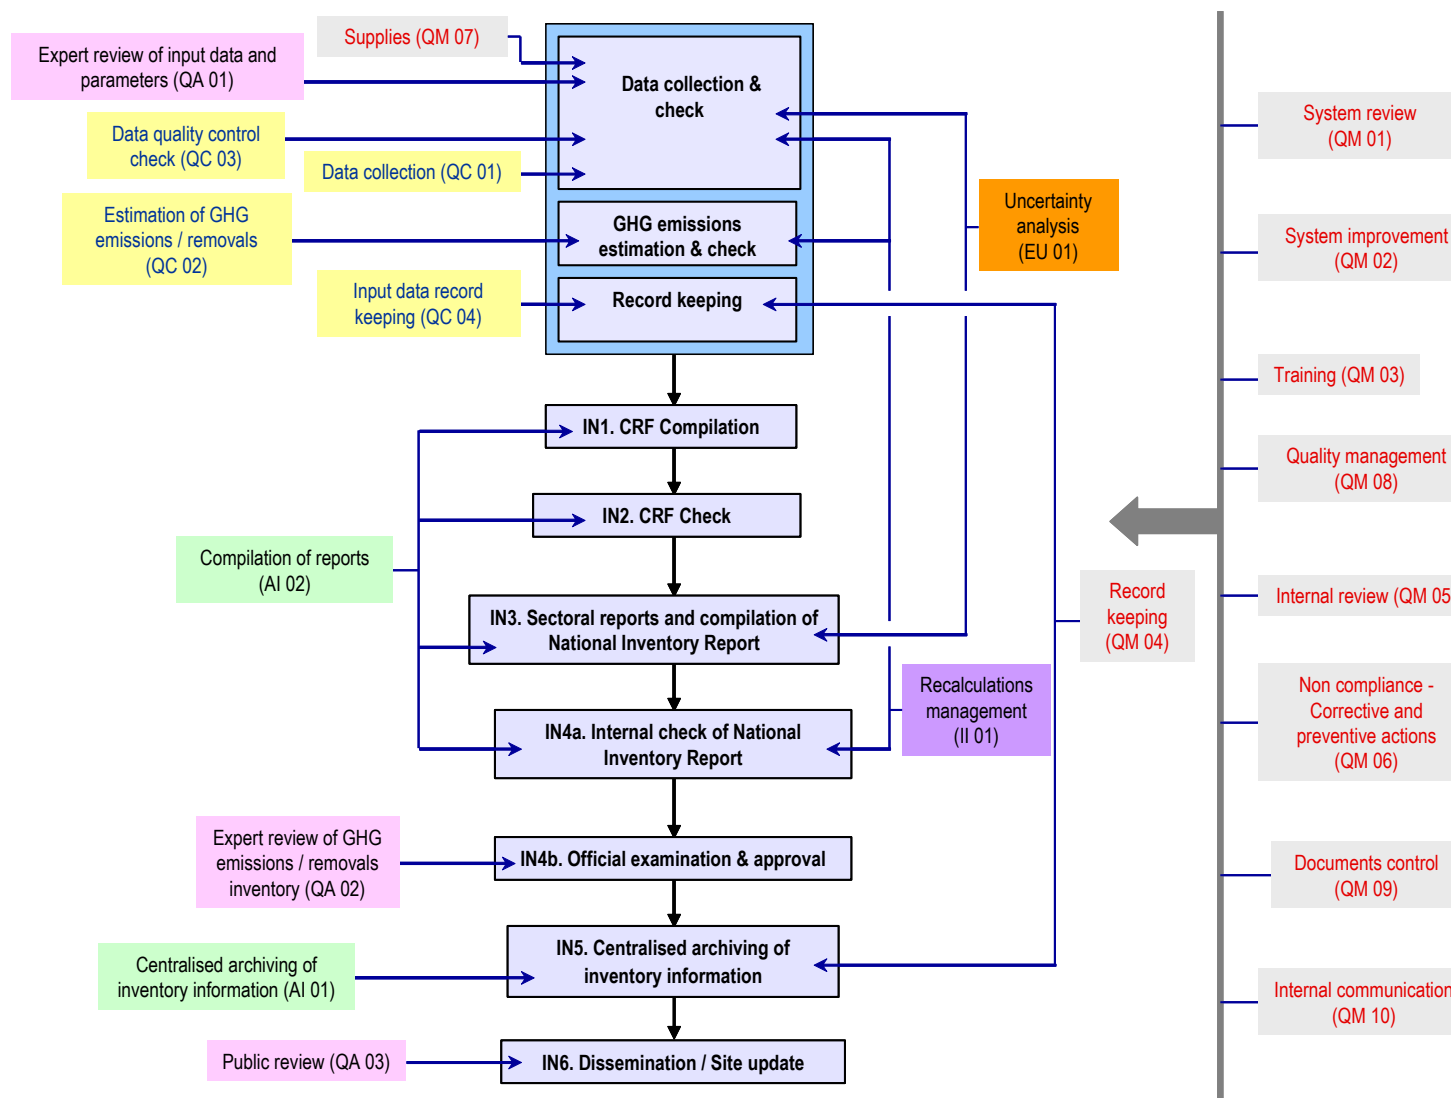 Supplies (QM 07)
Expert review of input data and
parameters (QA 01)
Data quality control
check (QC 03)
Data collection (QC 01)
Estimation of GHG
emissions / removals
(QC 02)
Input data record
keeping (QC 04)
Data collection &
check
GHG emissions
estimation & check
Record keeping
Uncertainty
analysis
(EU 01)
IN1. CRF Compilation
IN2. CRF Check
Compilation of reports
(AI 02)
IN3. Sectoral reports and compilation of
National Inventory Report
IN4a. Internal check of National
Inventory Report
Recalculations
management
(II 01)
Record
keeping
(QM 04)
Expert review of GHG
emissions / removals
inventory (QA 02)
IN4b. Official examination & approval
Centralised archiving of
inventory information (AI 01)
IN5. Centralised archiving of
inventory information
Public review (QA 03)
IN6. Dissemination / Site update
System review
(QM 01)
System improvement
(QM 02)
Training (QM 03)
Quality management
(QM 08)
Internal review (QM 05
Non compliance -
Corrective and
preventive actions
(QM 06)
Documents control
(QM 09)
Internal communication
(QM 10)